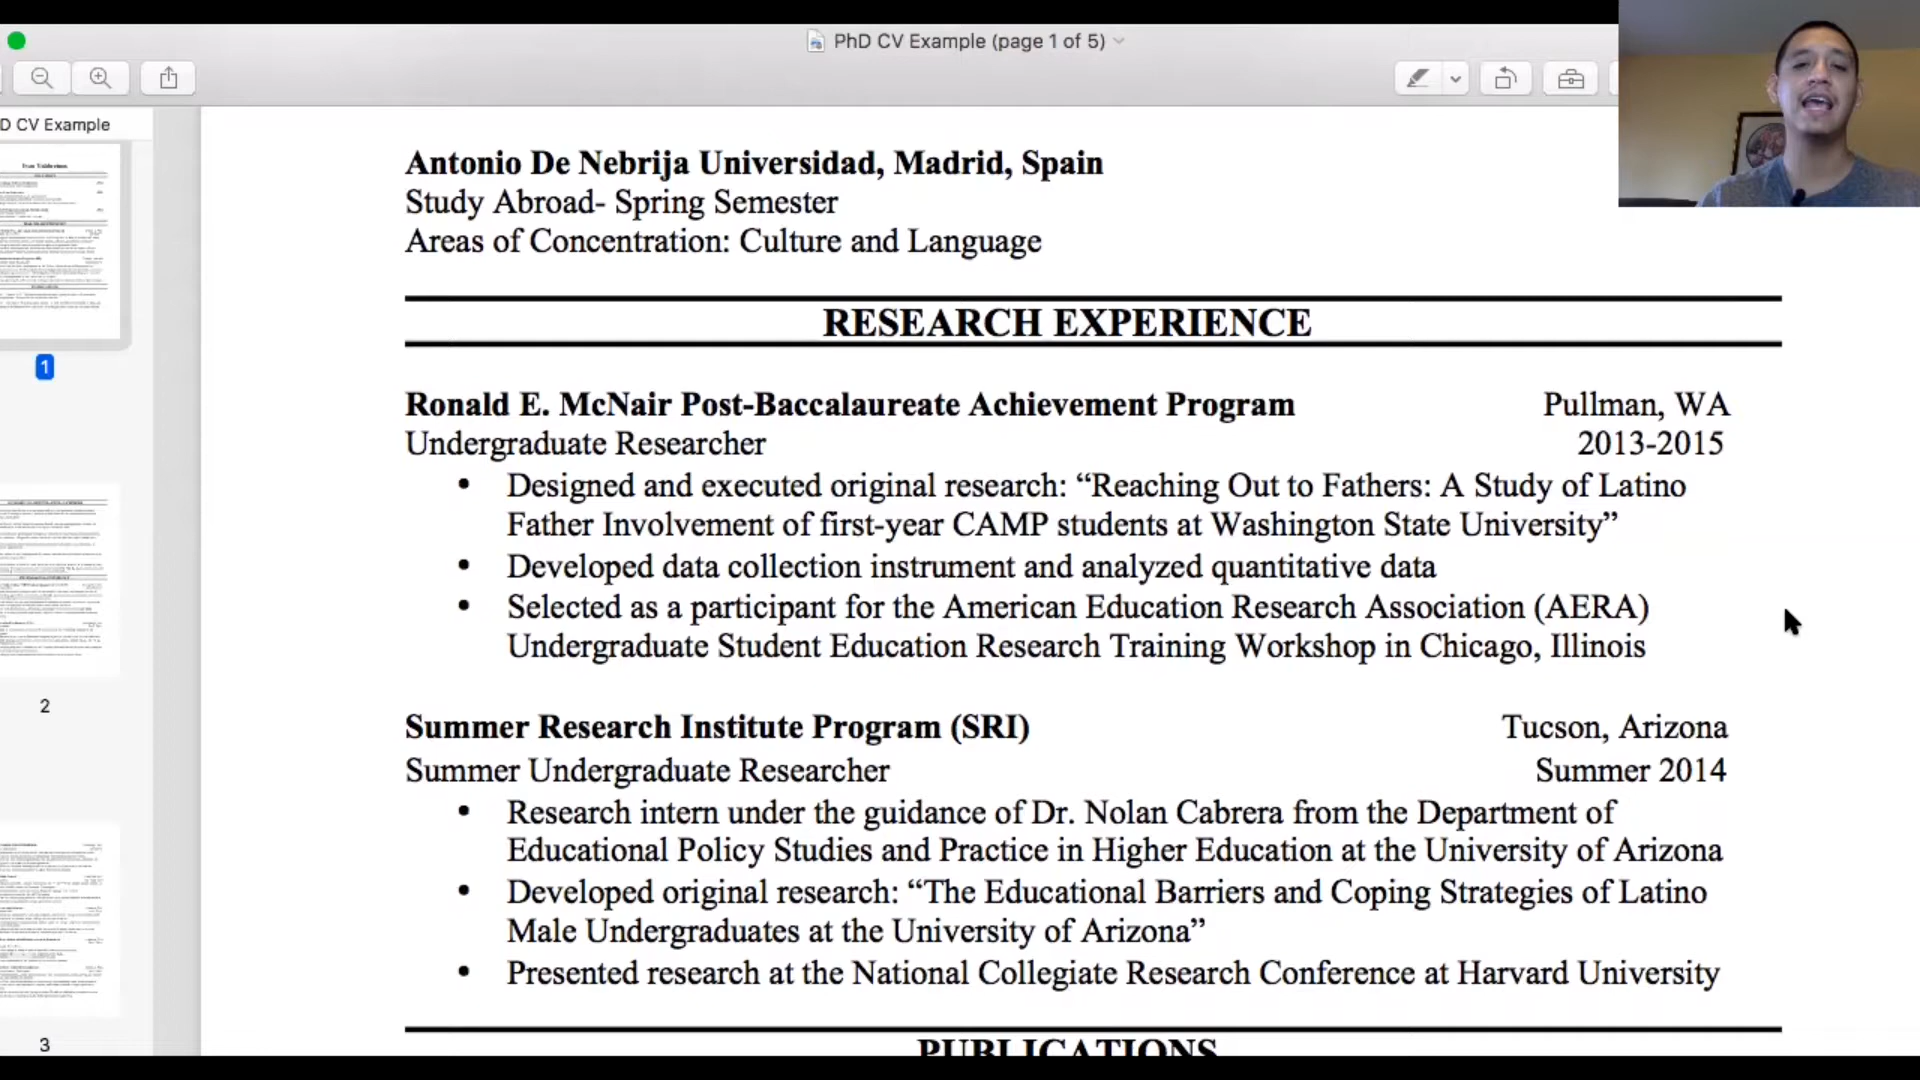 PhD CV Example (page 1 of 5)
D CV Example
1
2
3
Antonio De Nebrija Universidad, Madrid, Spain
Study Abroad- Spring Semester
Areas of Concentration: Culture and Language
RESEARCH EXPERIENCE
Ronald E. McNair Post-Baccalaureate Achievement Program Pullman, WA
Undergraduate Researcher 2013-2015
• Designed and executed original research: “Reaching Out to Fathers: A Study of Latino
Father Involvement of first-year CAMP students at Washington State University”
• Developed data collection instrument and analyzed quantitative data
• Selected as a participant for the American Education Research Association (AERA)
Undergraduate Student Education Research Training Workshop in Chicago, Illinois
Summer Research Institute Program (SRI) Tucson, Arizona
Summer Undergraduate Researcher Summer 2014
• Research intern under the guidance of Dr. Nolan Cabrera from the Department of
Educational Policy Studies and Practice in Higher Education at the University of Arizona
• Developed original research: “The Educational Barriers and Coping Strategies of Latino
Male Undergraduates at the University of Arizona”
• Presented research at the National Collegiate Research Conference at Harvard University
PUBLICATIONS